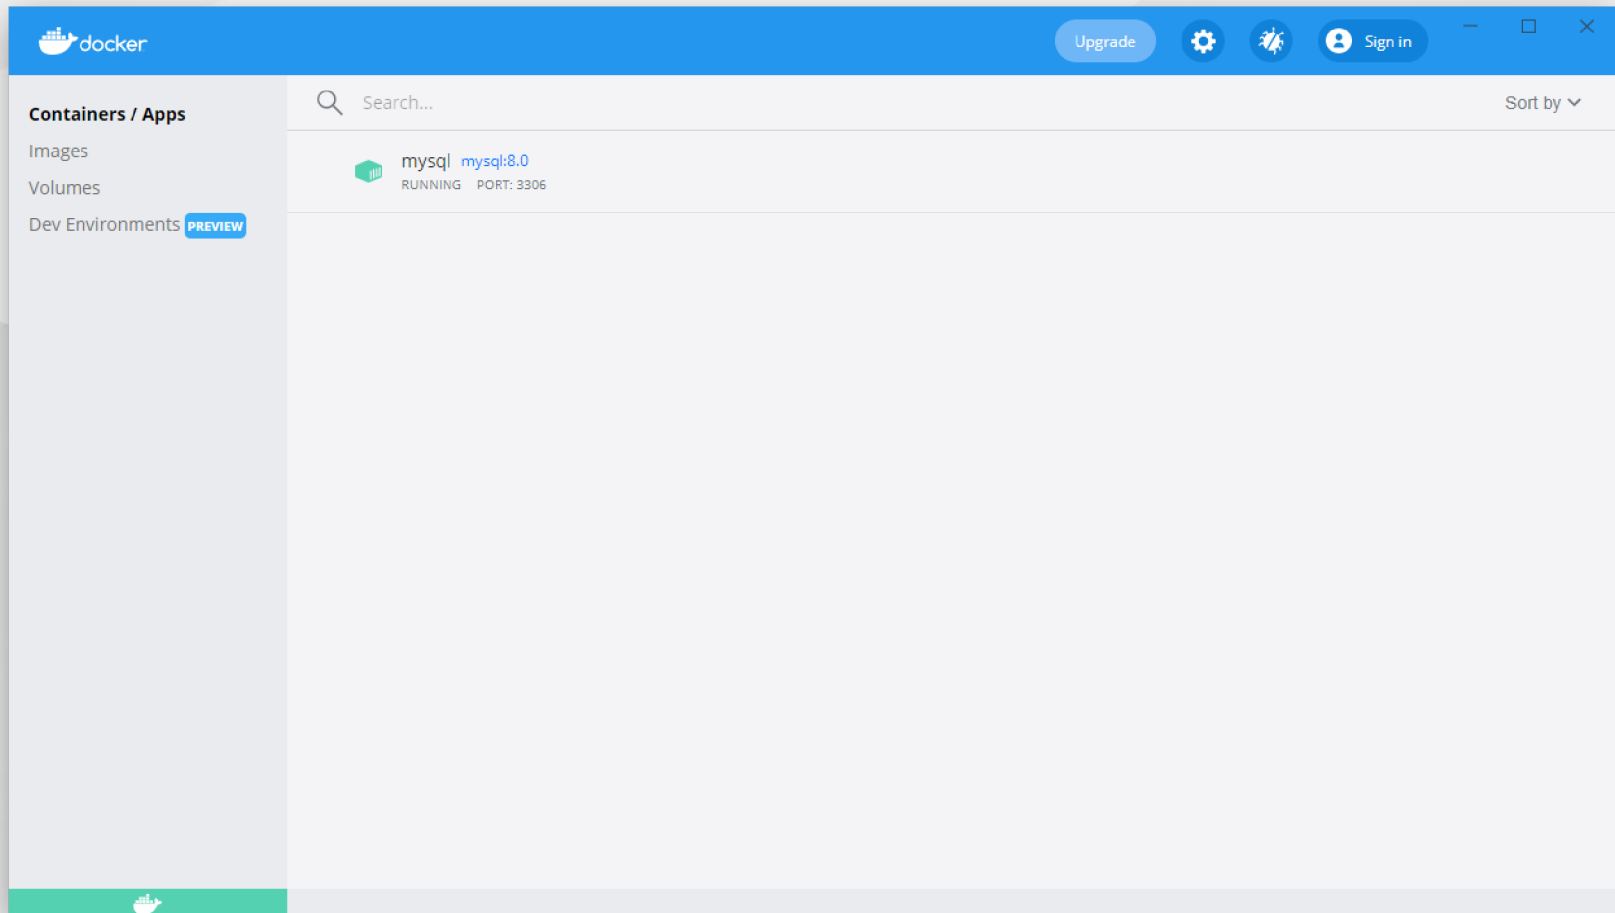 docker
Upgrade
Sign in
Containers / Apps
Images
Volumes
Dev Environments PREVIEW
Search...
Sort by
mysql mysql:8.0
RUNNING PORT: 3306